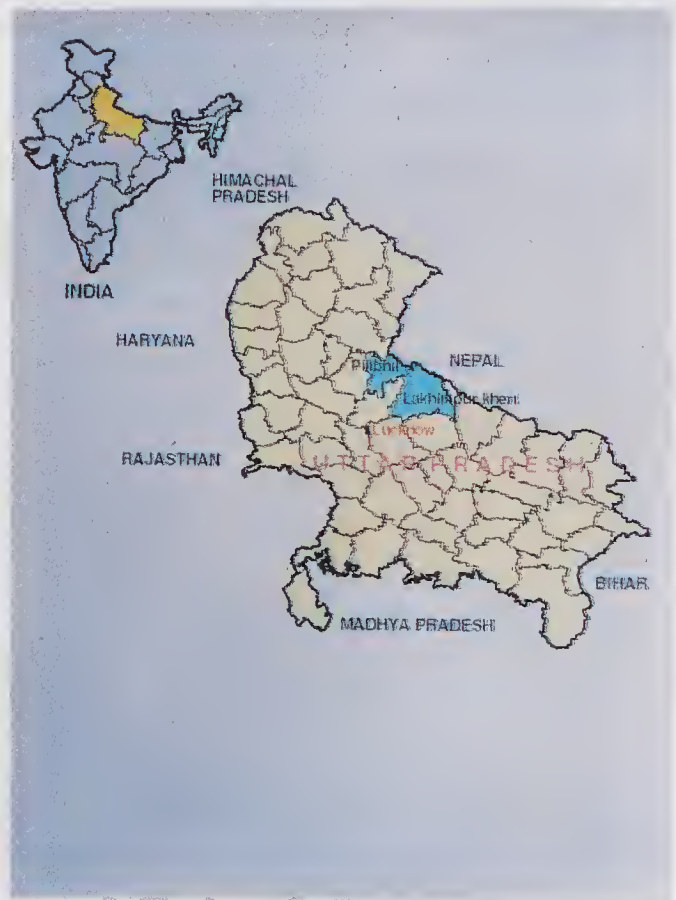 HIMACHAL
PRADESH
INDIA
HARYANA
NEPAL
Pilibhit
Lakhimpur kheri
Lucknow
RAJASTHAN
UTTAR PRADESH
BIHAR
MADHYA PRADESH